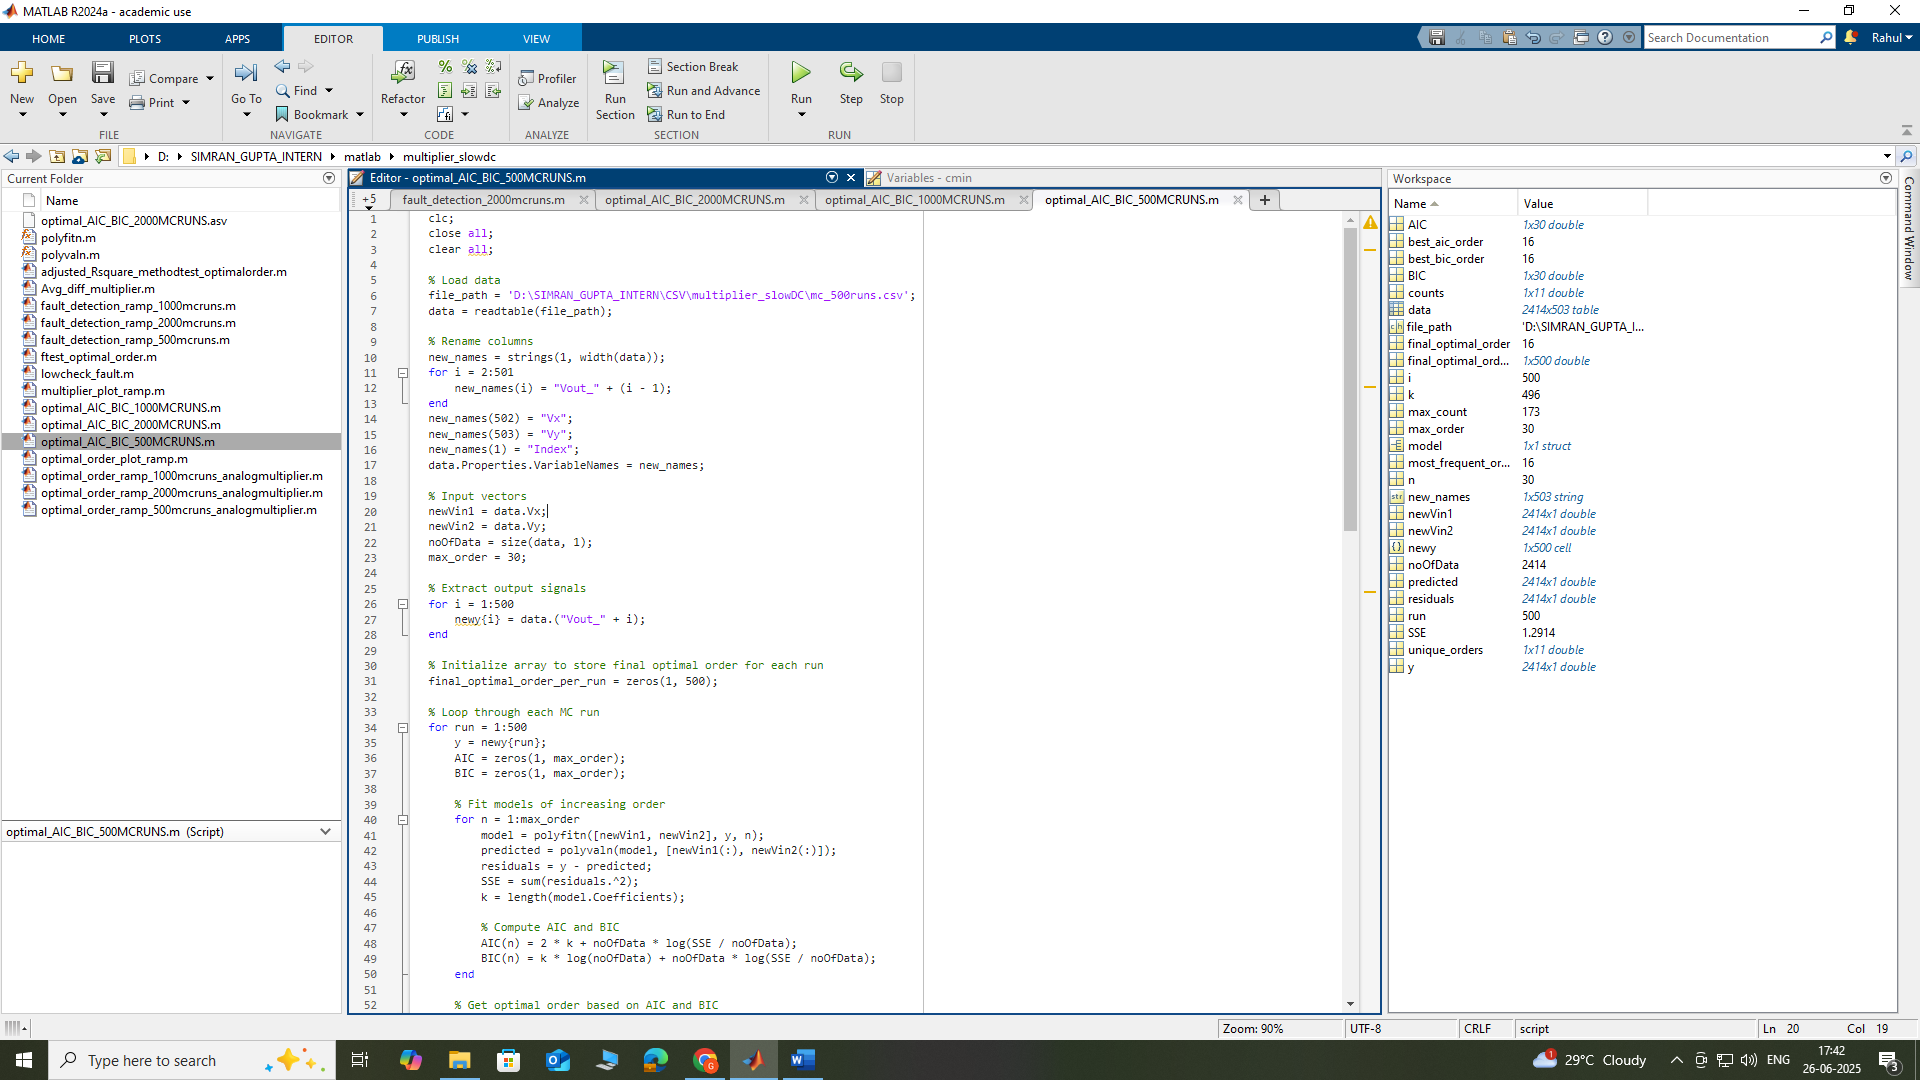 MATLAB R2024a - academic use
HOME PLOTS APPS EDITOR PUBLISH VIEW
Search Documentation
Rahul
New Open Save Compare Print
Go To Find Bookmark
Refactor
Profiler Analyze
Run Section
Section Break
Run and Advance
Run to End
Run Step Stop
FILE NAVIGATE CODE ANALYZE SECTION RUN
D: SIMRAN_GUPTA_INTERN matlab multiplier_slowdc
Current Folder
Name
optimal_AIC_BIC_2000MCRUNS.asv
polyfitn.m
polyvaln.m
adjusted_Rsquare_methodtest_optimalorder.m
Avg_diff_multiplier.m
fault_detection_ramp_1000mcruns.m
fault_detection_ramp_2000mcruns.m
fault_detection_ramp_500mcruns.m
ftest_optimal_order.m
lowcheck_fault.m
multiplier_plot_ramp.m
optimal_AIC_BIC_1000MCRUNS.m
optimal_AIC_BIC_2000MCRUNS.m
optimal_AIC_BIC_500MCRUNS.m
optimal_order_plot_ramp.m
optimal_order_ramp_1000mcruns_analogmultiplier.m
optimal_order_ramp_2000mcruns_analogmultiplier.m
optimal_order_ramp_500mcruns_analogmultiplier.m
optimal_AIC_BIC_500MCRUNS.m (Script)
Editor - optimal_AIC_BIC_500MCRUNS.m
Variables - cmin
+5 fault_detection_2000mcruns.m optimal_AIC_BIC_2000MCRUNS.m optimal_AIC_BIC_1000MCRUNS.m optimal_AIC_BIC_500MCRUNS.m
1 clc;
2 close all;
3 clear all;
4
5 % Load data
6 file_path = 'D:\SIMRAN_GUPTA_INTERN\CSV\multiplier_slowDC\mc_500runs.csv';
7 data = readtable(file_path);
8
9 % Rename columns
10 new_names = strings(1, width(data));
11 for i = 2:501
12 new_names(i) = "Vout_" + (i - 1);
13 end
14 new_names(502) = "Vx";
15 new_names(503) = "Vy";
16 new_names(1) = "Index";
17 data.Properties.VariableNames = new_names;
18
19 % Input vectors
20 newVin1 = data.Vx;
21 newVin2 = data.Vy;
22 noOfData = size(data, 1);
23 max_order = 30;
24
25 % Extract output signals
26 for i = 1:500
27 newy{i} = data.("Vout_" + i);
28 end
29
30 % Initialize array to store final optimal order for each run
31 final_optimal_order_per_run = zeros(1, 500);
32
33 % Loop through each MC run
34 for run = 1:500
35 y = newy{run};
36 AIC = zeros(1, max_order);
37 BIC = zeros(1, max_order);
38
39 % Fit models of increasing order
40 for n = 1:max_order
41 model = polyfitn([newVin1, newVin2], y, n);
42 predicted = polyvaln(model, [newVin1(:), newVin2(:)]);
43 residuals = y - predicted;
44 SSE = sum(residuals.^2);
45 k = length(model.Coefficients);
46
47 % Compute AIC and BIC
48 AIC(n) = 2 * k + noOfData * log(SSE / noOfData);
49 BIC(n) = k * log(noOfData) + noOfData * log(SSE / noOfData);
50 end
51
52 % Get optimal order based on AIC and BIC
Workspace
Name Value
AIC 1x30 double
best_aic_order 16
best_bic_order 16
BIC 1x30 double
counts 1x11 double
data 2414x503 table
file_path 'D:\SIMRAN_GUPTA_I...
final_optimal_order 16
final_optimal_ord... 1x500 double
i 500
k 496
max_count 173
max_order 30
model 1x1 struct
most_frequent_or... 16
n 30
new_names 1x503 string
newVin1 2414x1 double
newVin2 2414x1 double
newy 1x500 cell
noOfData 2414
predicted 2414x1 double
residuals 2414x1 double
run 500
SSE 1.2914
unique_orders 1x11 double
y 2414x1 double
Command Window
Zoom: 90% UTF-8 CRLF script Ln 20 Col 19
Type here to search
29°C Cloudy
ENG
17:42
26-06-2025
3